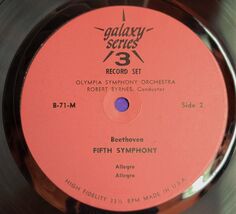 galaxy
series
3
RECORD SET
OLYMPIA SYMPHONY ORCHESTRA
ROBERT BYRNES, Conductor
B-71-M
Side 2
Beethoven
FIFTH SYMPHONY
Allegro
Allegro
HIGH FIDELITY 33⅓ RPM MADE IN U.S.A.